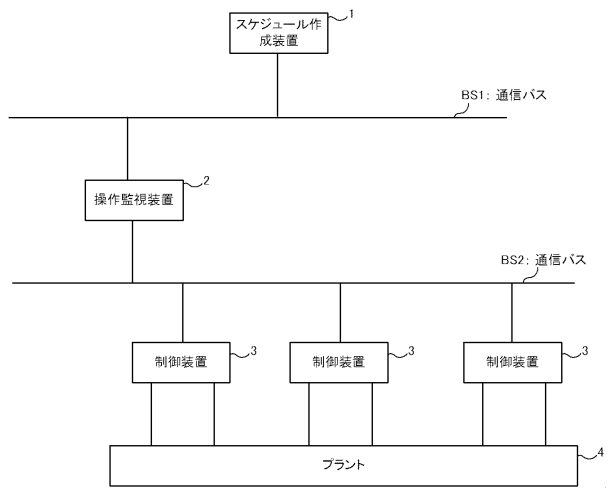 1
スケジュール作
成装置
BS1: 通信バス
2
操作監視装置
BS2: 通信バス
3
制御装置
3
制御装置
3
制御装置
4
プラント